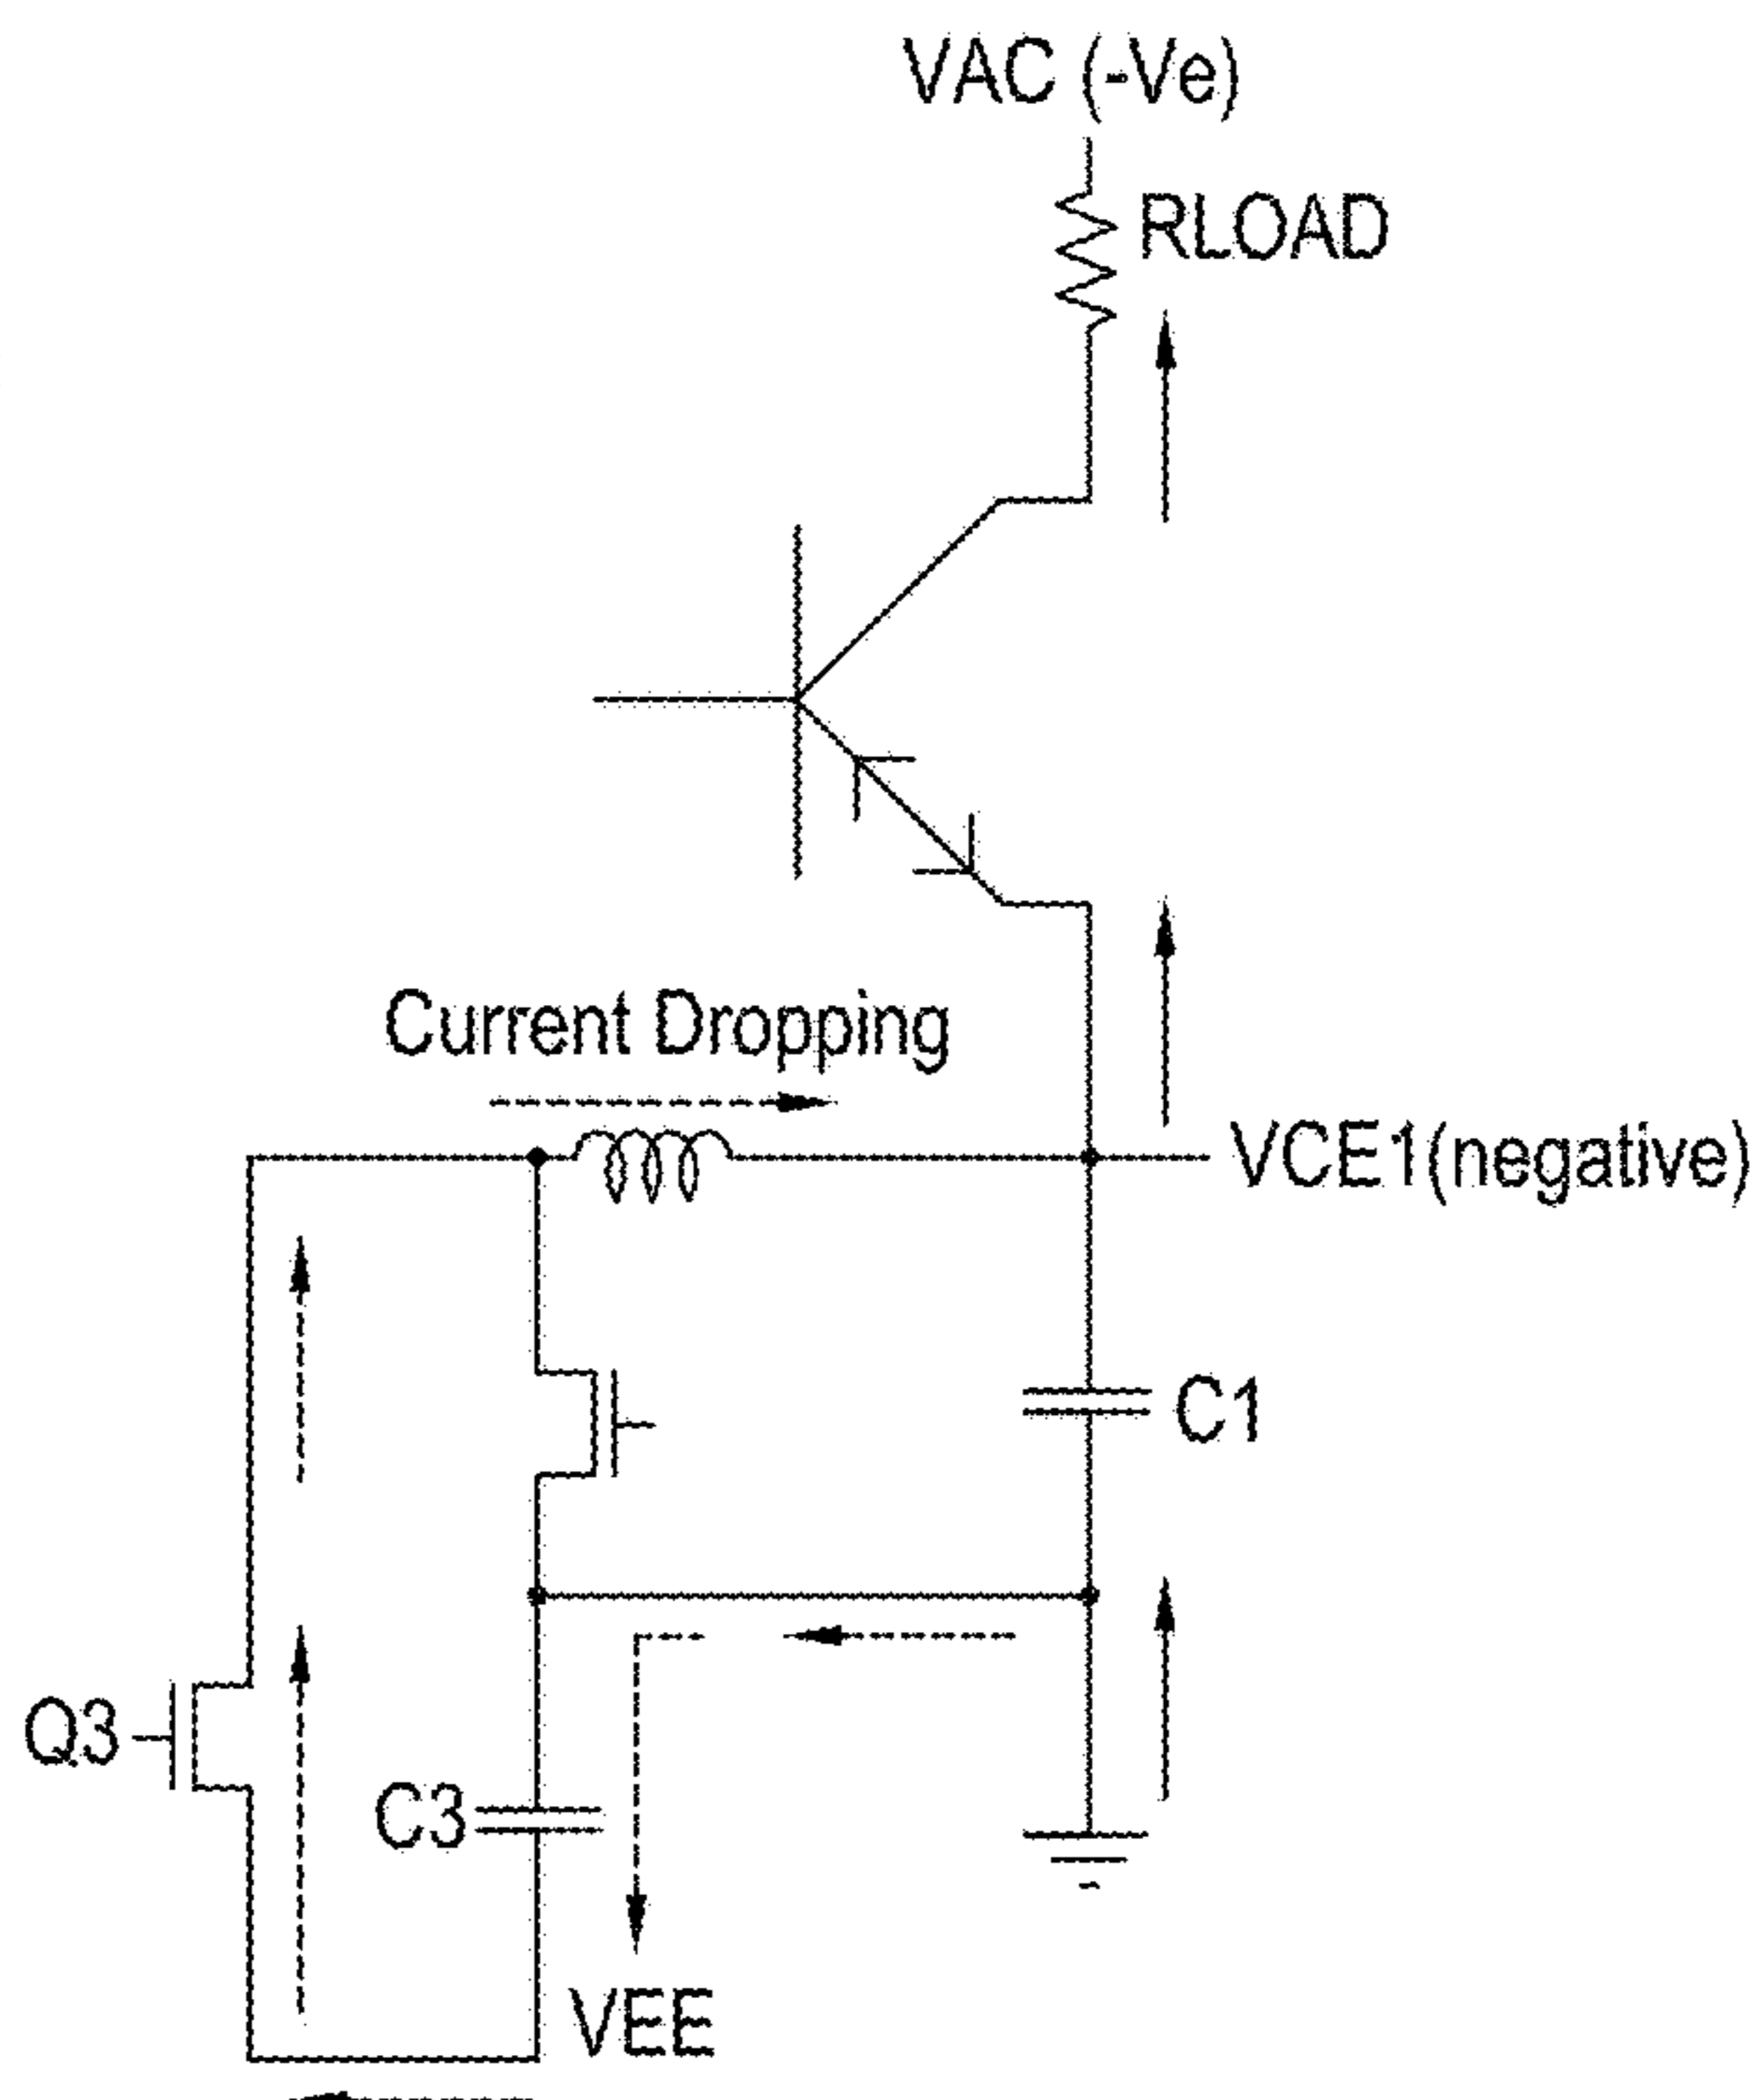 VAC (-Ve)
RLOAD
Current Dropping
VCE1(negative)
C1
Q3
C3
VEE